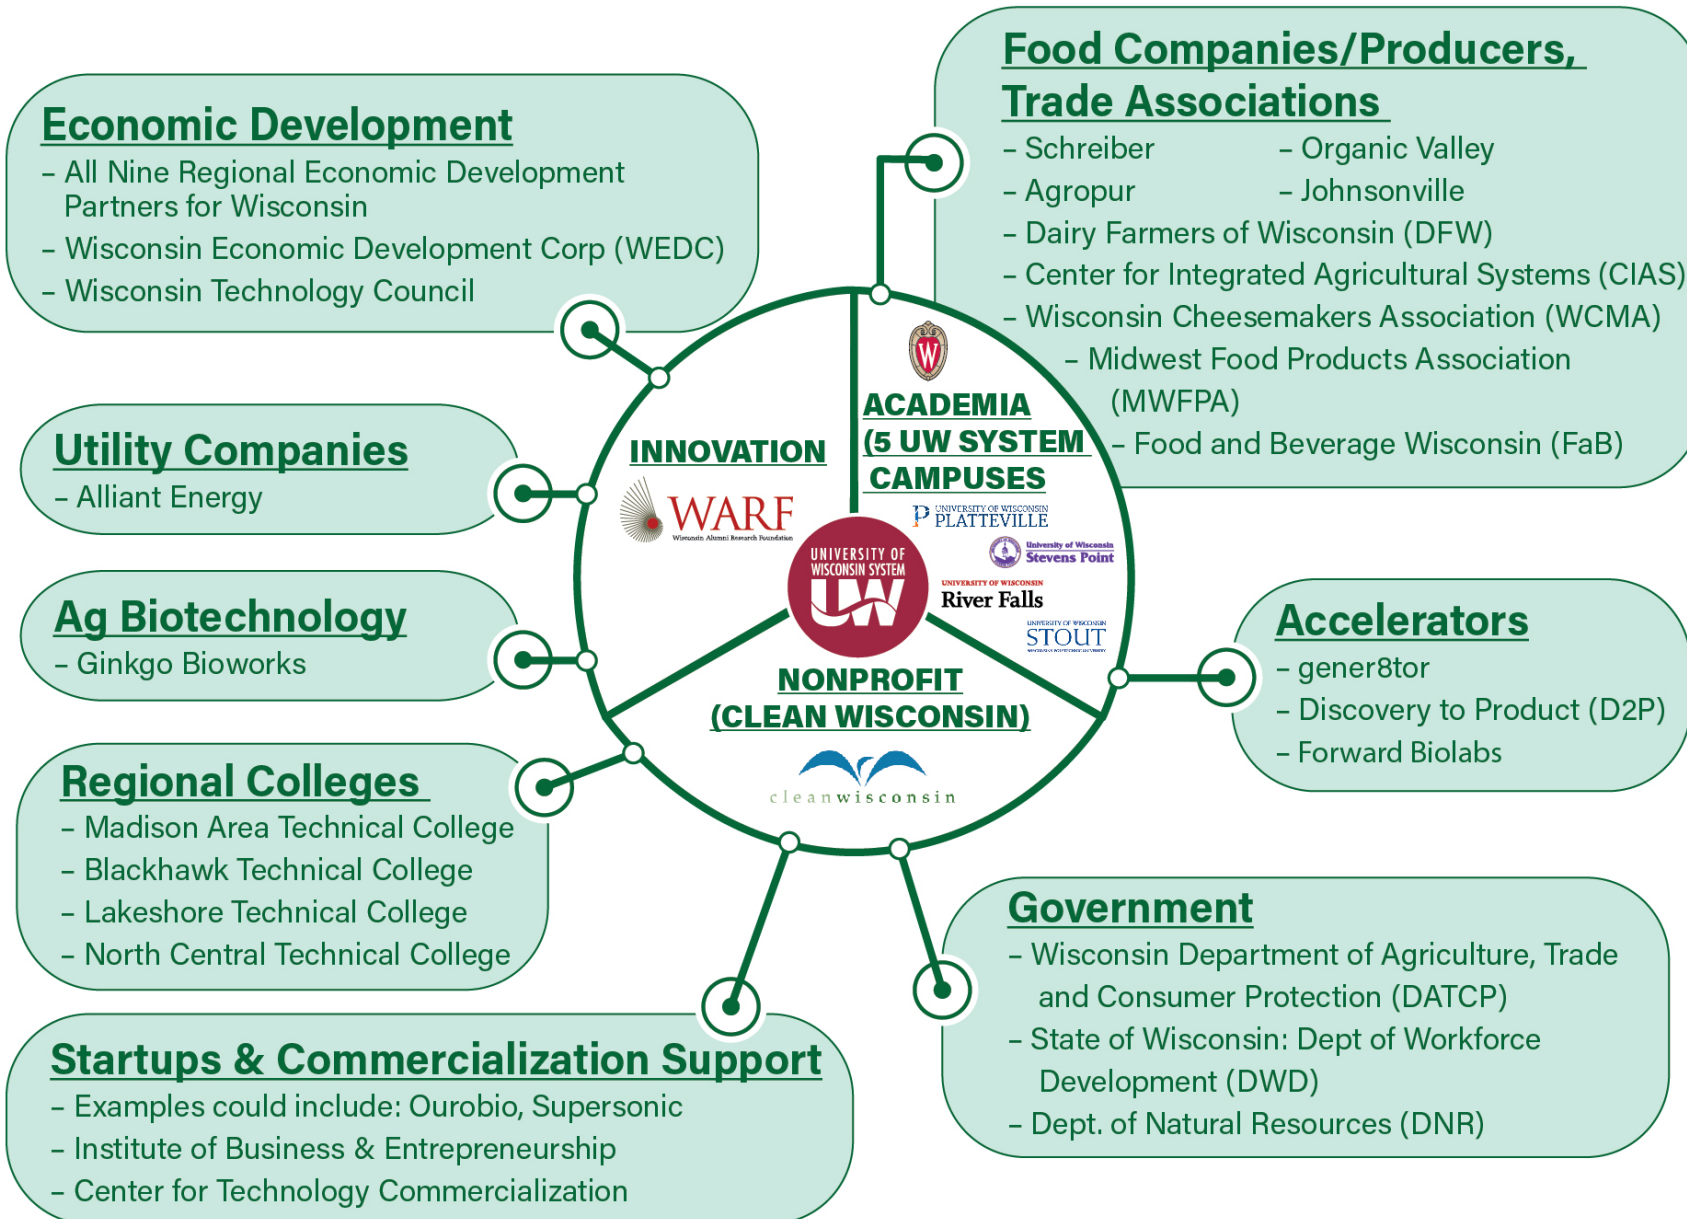 Economic Development
– All Nine Regional Economic Development
Partners for Wisconsin
– Wisconsin Economic Development Corp (WEDC)
– Wisconsin Technology Council
Food Companies/Producers,
Trade Associations
– Schreiber – Organic Valley
– Agropur – Johnsonville
– Dairy Farmers of Wisconsin (DFW)
– Center for Integrated Agricultural Systems (CIAS)
– Wisconsin Cheesemakers Association (WCMA)
– Midwest Food Products Association
(MWFPA)
– Food and Beverage Wisconsin (FaB)
Utility Companies
– Alliant Energy
Ag Biotechnology
– Ginkgo Bioworks
Regional Colleges
– Madison Area Technical College
– Blackhawk Technical College
– Lakeshore Technical College
– North Central Technical College
Startups & Commercialization Support
– Examples could include: Ourobio, Supersonic
– Institute of Business & Entrepreneurship
– Center for Technology Commercialization
INNOVATION
WARF
Wisconsin Alumni Research Foundation
W
ACADEMIA
(5 UW SYSTEM
CAMPUSES
UNIVERSITY OF WISCONSIN
PLATTEVILLE
University of Wisconsin
Stevens Point
UNIVERSITY OF WISCONSIN
River Falls
UNIVERSITY OF WISCONSIN
STOUT
UNIVERSITY OF
WISCONSIN SYSTEM
UW
NONPROFIT
(CLEAN WISCONSIN)
cleanwisconsin
Accelerators
– gener8tor
– Discovery to Product (D2P)
– Forward Biolabs
Government
– Wisconsin Department of Agriculture, Trade
and Consumer Protection (DATCP)
– State of Wisconsin: Dept of Workforce
Development (DWD)
– Dept. of Natural Resources (DNR)